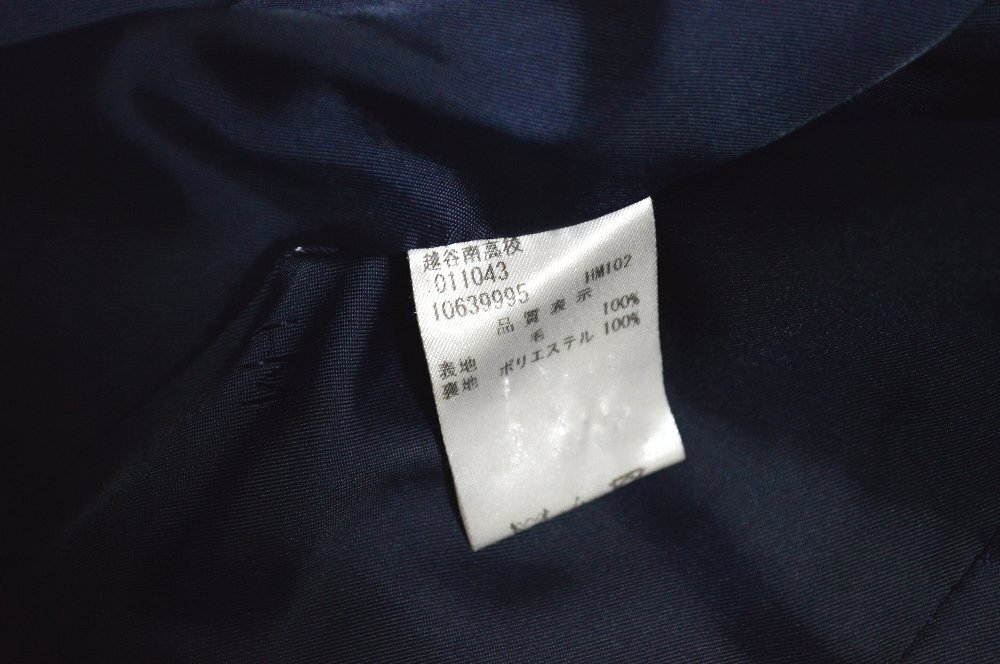 越谷南高校
011043 HM102
10639995
品質表示
表地 毛 100%
裏地 ポリエステル 100%